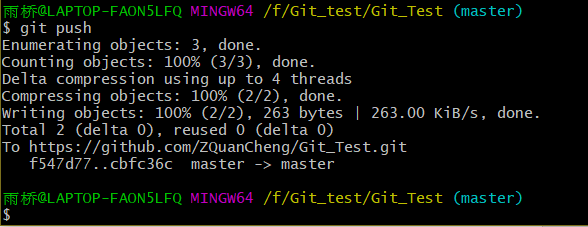 雨桥@LAPTOP-FAON5LFQ MINGW64 /f/Git_test/Git_Test (master)
$ git push
Enumerating objects: 3, done.
Counting objects: 100% (3/3), done.
Delta compression using up to 4 threads
Compressing objects: 100% (2/2), done.
Writing objects: 100% (2/2), 263 bytes | 263.00 KiB/s, done.
Total 2 (delta 0), reused 0 (delta 0)
To https://github.com/ZQuanCheng/Git_Test.git
   f547d77..cbfc36c  master -> master
雨桥@LAPTOP-FAON5LFQ MINGW64 /f/Git_test/Git_Test (master)
$